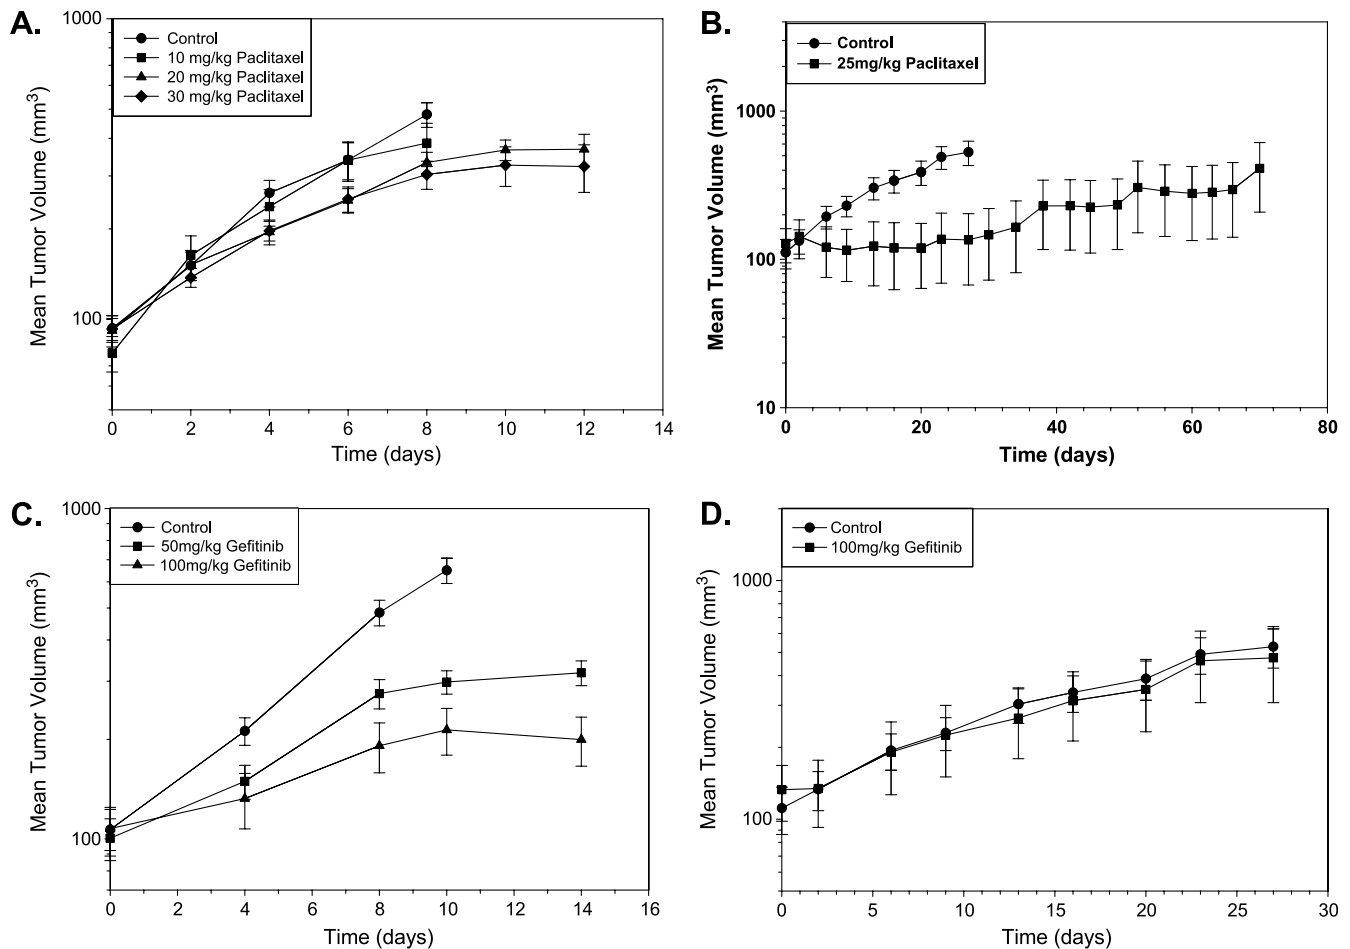 A.
1000
Control
10 mg/kg Paclitaxel
20 mg/kg Paclitaxel
30 mg/kg Paclitaxel
100
Mean Tumor Volume (mm³)
0 2 4 6 8 10 12 14
Time (days)
B.
Control
25mg/kg Paclitaxel
1000
100
10
Mean Tumor Volume (mm³)
0 20 40 60 80
Time (days)
C.
1000
Control
50mg/kg Gefitinib
100mg/kg Gefitinib
100
Mean Tumor Volume (mm³)
0 2 4 6 8 10 12 14 16
Time (days)
D.
Control
100mg/kg Gefitinib
1000
100
Mean Tumor Volume (mm³)
0 5 10 15 20 25 30
Time (days)